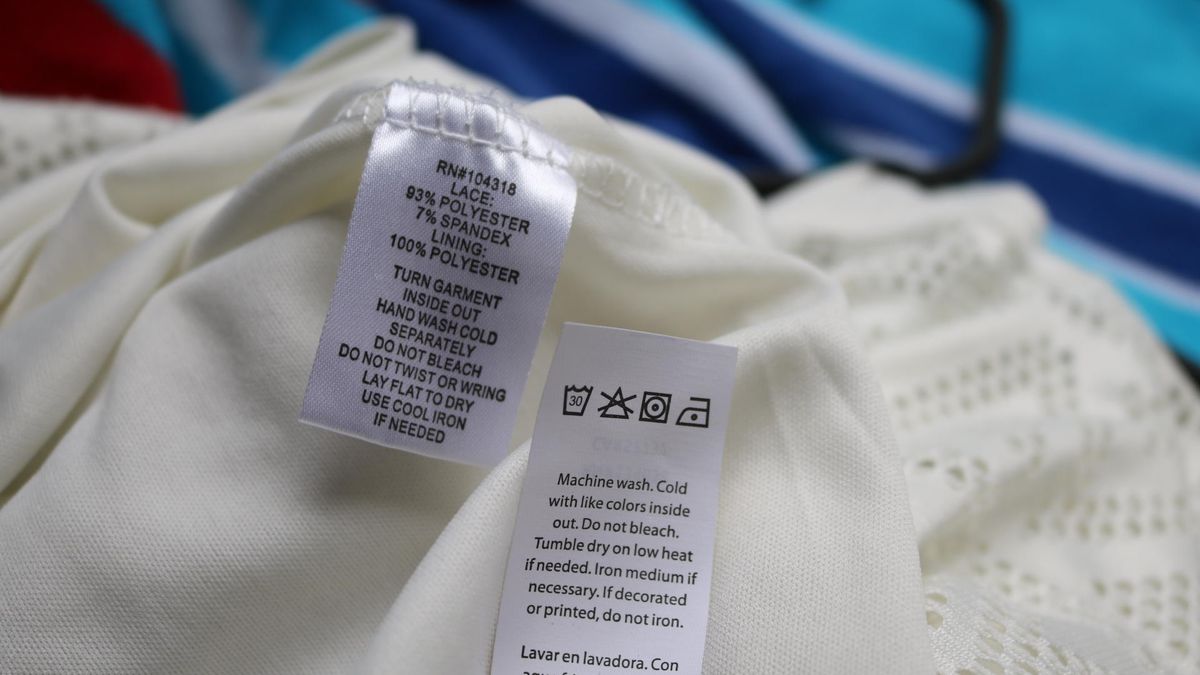 RN#104318
LACE:
93% POLYESTER
7% SPANDEX
LINING:
100% POLYESTER
TURN GARMENT
INSIDE OUT
HAND WASH COLD
SEPARATELY
DO NOT BLEACH
DO NOT TWIST OR WRING
LAY FLAT TO DRY
USE COOL IRON
IF NEEDED
30
Machine wash. Cold
with like colors inside
out. Do not bleach.
Tumble dry on low heat
if needed. Iron medium if
necessary. If decorated
or printed, do not iron.
Lavar en lavadora. Con